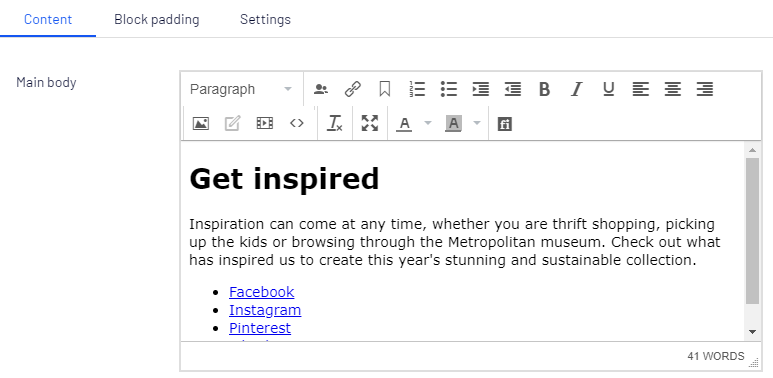 Content Block padding Settings
Main body
Paragraph
B I U
A A
Get inspired
Inspiration can come at any time, whether you are thrift shopping, picking
up the kids or browsing through the Metropolitan museum. Check out what
has inspired us to create this year's stunning and sustainable collection.
Facebook
Instagram
Pinterest
41 WORDS